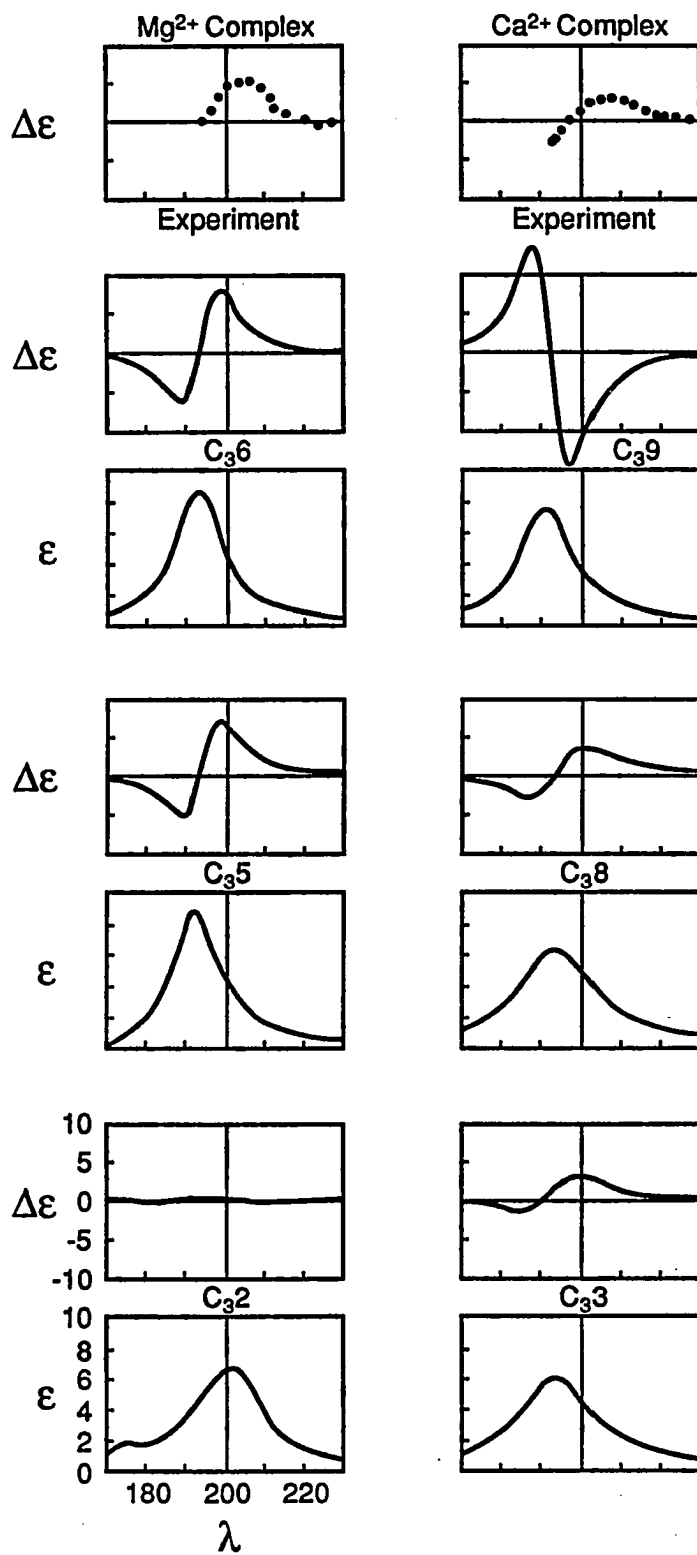 Mg²⁺ Complex Ca²⁺ Complex
Δε
Experiment Experiment
Δε
C₃6 C₃9
ε
Δε
C₃5 C₃8
ε
10
5
Δε 0
-5
-10
C₃2 C₃3
10
8
6
ε 4
2
0
180 200 220
λ